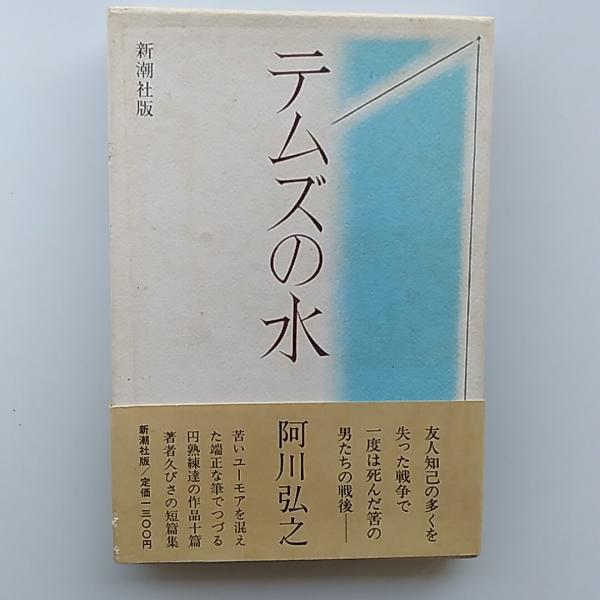 新潮社版
テムズの水
友人知己の多くを
失った戦争で
一度は死んだ筈の
男たちの戦後——
阿川弘之
苦いユーモアを混え
た端正な筆でつづる
円熟練達の作品十篇
著者久びさの短篇集
新潮社版/定価一三〇〇円